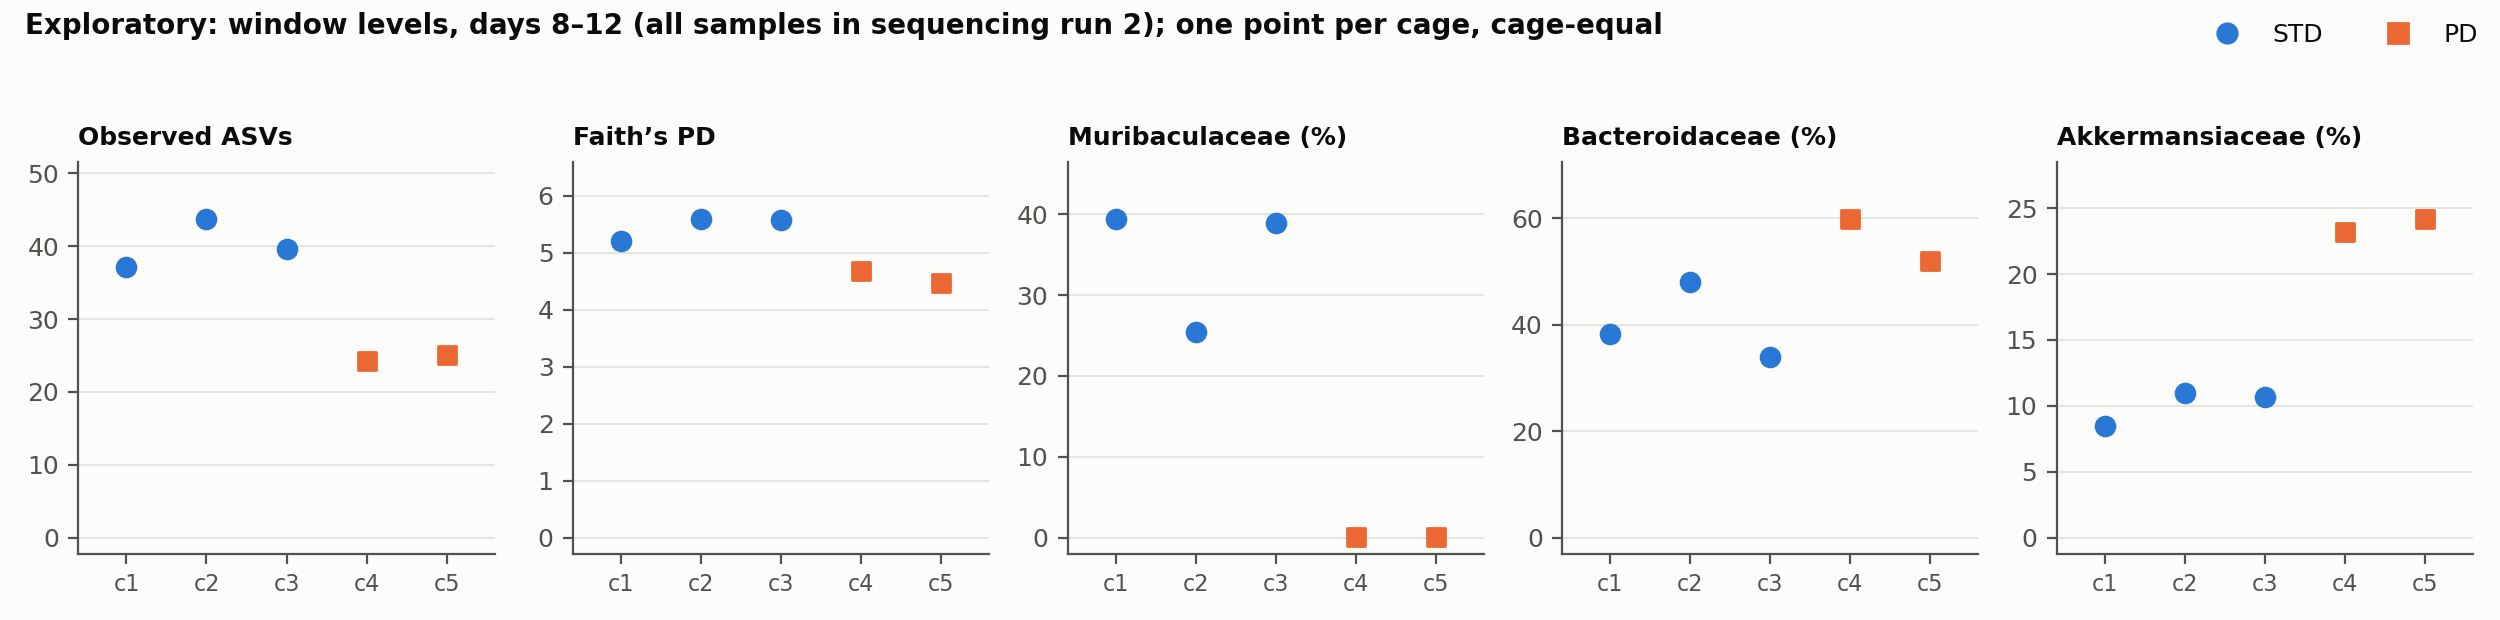 Exploratory: window levels, days 8–12 (all samples in sequencing run 2); one point per cage, cage-equal
STD PD
Observed ASVs
50
40
30
20
10
0
c1 c2 c3 c4 c5
Faith’s PD
6
5
4
3
2
1
0
c1 c2 c3 c4 c5
Muribaculaceae (%)
40
30
20
10
0
c1 c2 c3 c4 c5
Bacteroidaceae (%)
60
40
20
0
c1 c2 c3 c4 c5
Akkermansiaceae (%)
25
20
15
10
5
0
c1 c2 c3 c4 c5